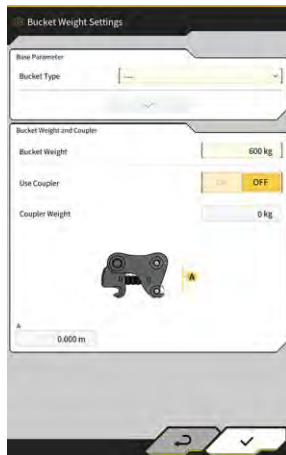 Bucket Weight Settings
Base Parameter
Bucket Type [ --- ]
Bucket Weight and Coupler
Bucket Weight [ 600 kg ]
Use Coupler ON OFF
Coupler Weight 0 kg
A
A
0.000 m